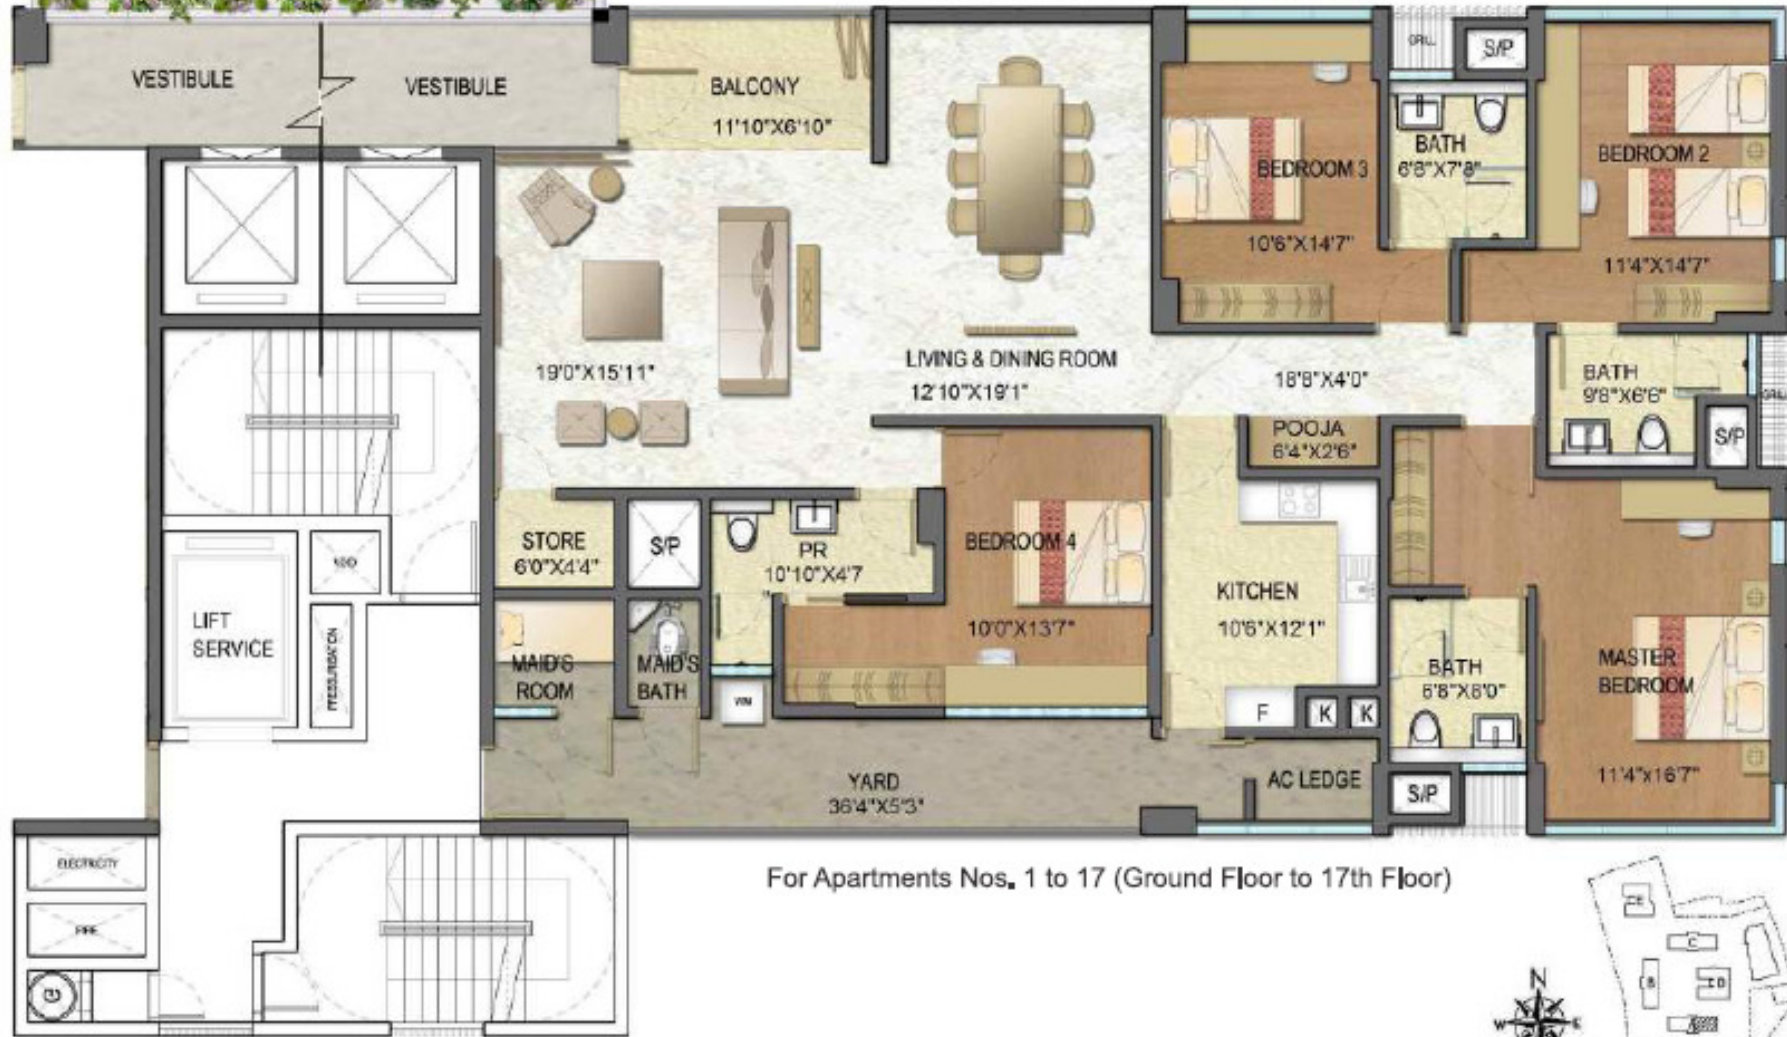 VESTIBULE
VESTIBULE
BALCONY
11'10"X6'10"
GRILL
S/P
BATH
6'8"X7'8"
BEDROOM 3
10'6"X14'7"
BEDROOM 2
11'4"X14'7"
19'0"X15'11"
LIVING & DINING ROOM
12'10"X19'1"
18'8"X4'0"
BATH
9'8"X6'6"
S/P
POOJA
6'4"X2'6"
STORE
6'0"X4'4"
S/P
PR
10'10"X4'7
BEDROOM 4
10'0"X13'7"
KITCHEN
10'6"X12'1"
LIFT
SERVICE
PRESSURISATION
MAID'S
ROOM
MAID'S
BATH
WM
F
K
K
BATH
6'8"X8'0"
MASTER
BEDROOM
11'4"x16'7"
YARD
36'4"X5'3"
AC LEDGE
S/P
ELECTRICITY
FIRE
G
For Apartments Nos. 1 to 17 (Ground Floor to 17th Floor)
N
W
E
C
B
D